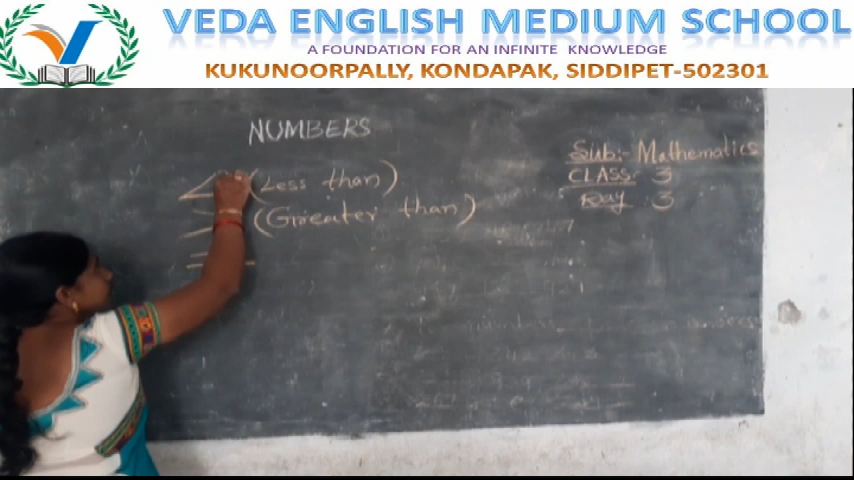 VEDA ENGLISH MEDIUM SCHOOL
A FOUNDATION FOR AN INFINITE KNOWLEDGE
KUKUNOORPALLY, KONDAPAK, SIDDIPET-502301
NUMBERS
Sub:- Mathematics
CLASS: 3
Day : 3
< (Less than)
> (Greater than)
=